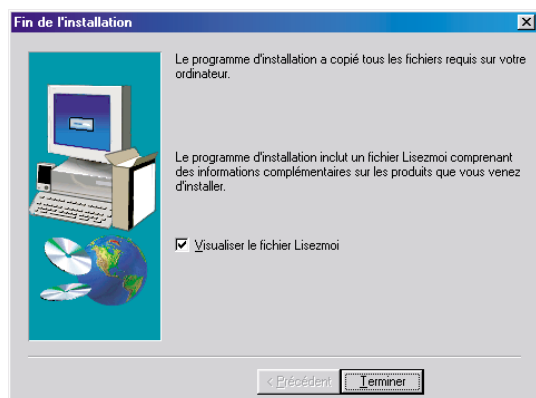 Fin de l'installation
Le programme d'installation a copié tous les fichiers requis sur votre
ordinateur.
Le programme d'installation inclut un fichier Lisezmoi comprenant
des informations complémentaires sur les produits que vous venez
d'installer.
Visualiser le fichier Lisezmoi
< Précédent
Terminer